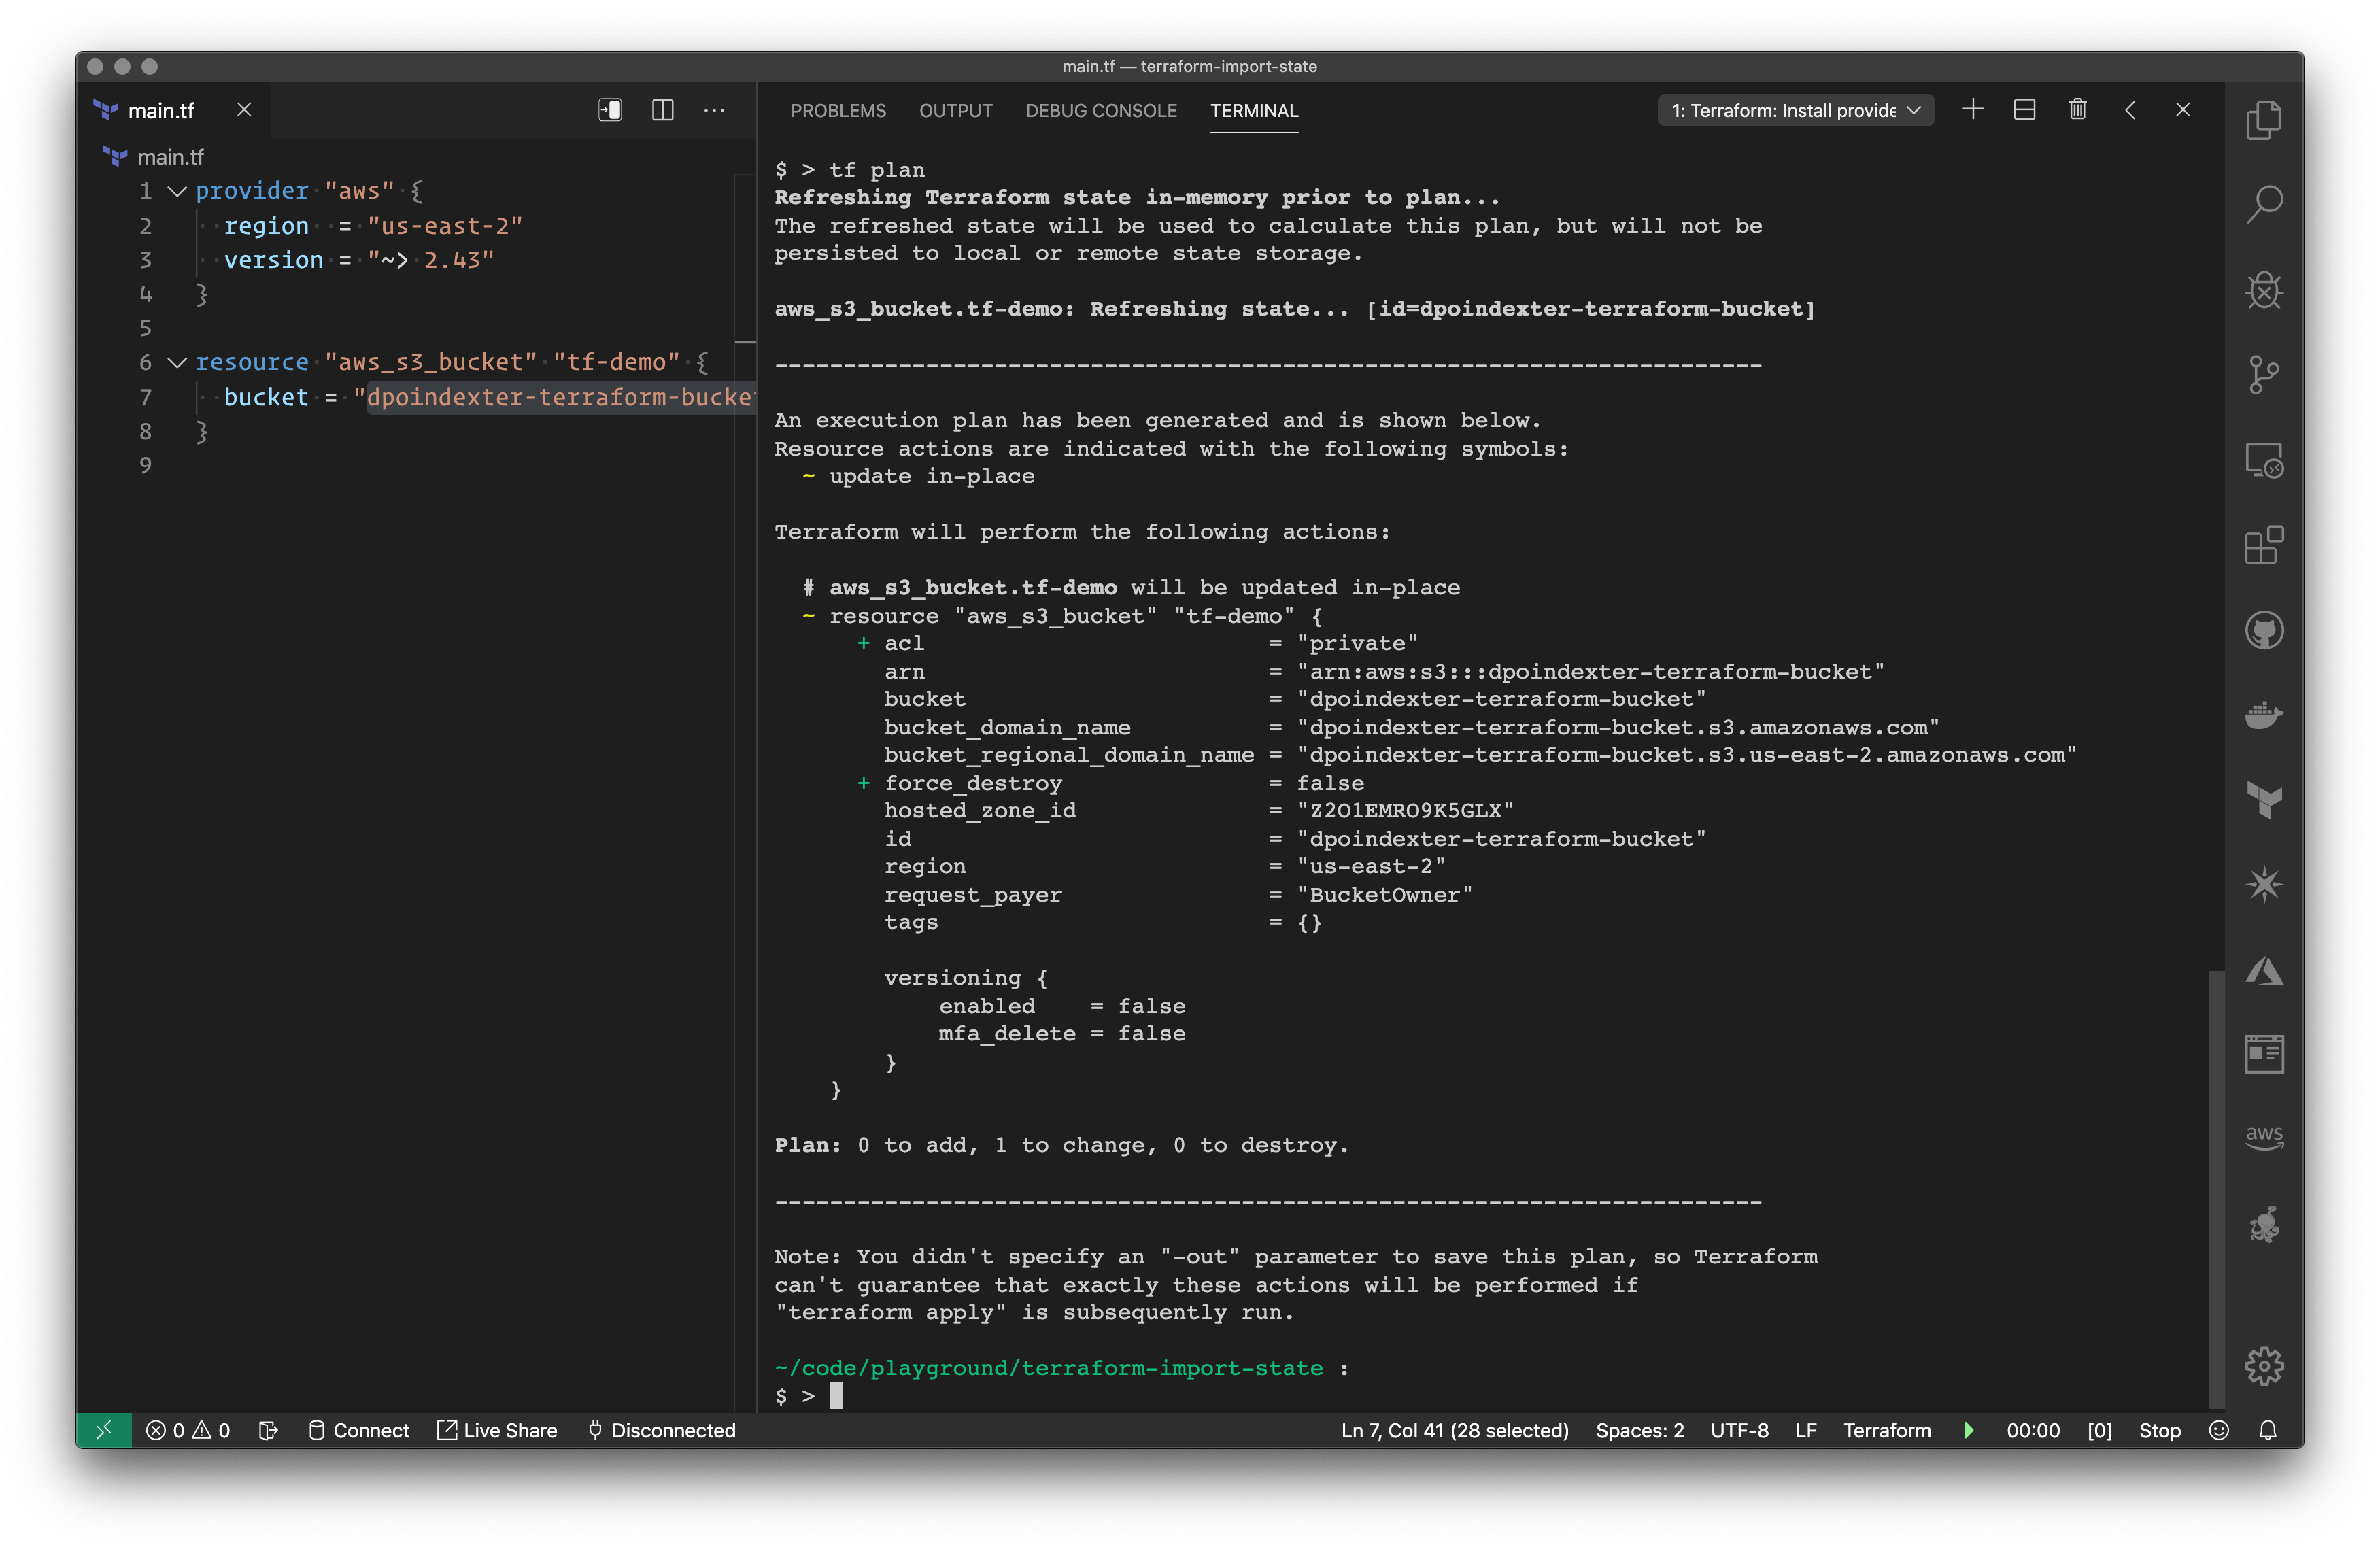 main.tf — terraform-import-state
main.tf
main.tf
1 provider "aws" {
2 region = "us-east-2"
3 version = "~> 2.43"
4 }
5
6 resource "aws_s3_bucket" "tf-demo" {
7 bucket = "dpoindexter-terraform-bucke
8 }
9
PROBLEMS OUTPUT DEBUG CONSOLE TERMINAL 1: Terraform: Install provide
$ > tf plan
Refreshing Terraform state in-memory prior to plan...
The refreshed state will be used to calculate this plan, but will not be
persisted to local or remote state storage.
aws_s3_bucket.tf-demo: Refreshing state... [id=dpoindexter-terraform-bucket]
------------------------------------------------------------------------
An execution plan has been generated and is shown below.
Resource actions are indicated with the following symbols:
~ update in-place
Terraform will perform the following actions:
# aws_s3_bucket.tf-demo will be updated in-place
~ resource "aws_s3_bucket" "tf-demo" {
+ acl = "private"
arn = "arn:aws:s3:::dpoindexter-terraform-bucket"
bucket = "dpoindexter-terraform-bucket"
bucket_domain_name = "dpoindexter-terraform-bucket.s3.amazonaws.com"
bucket_regional_domain_name = "dpoindexter-terraform-bucket.s3.us-east-2.amazonaws.com"
+ force_destroy = false
hosted_zone_id = "Z2O1EMRO9K5GLX"
id = "dpoindexter-terraform-bucket"
region = "us-east-2"
request_payer = "BucketOwner"
tags = {}
versioning {
enabled = false
mfa_delete = false
}
}
Plan: 0 to add, 1 to change, 0 to destroy.
------------------------------------------------------------------------
Note: You didn't specify an "-out" parameter to save this plan, so Terraform
can't guarantee that exactly these actions will be performed if
"terraform apply" is subsequently run.
~/code/playground/terraform-import-state :
$ >
aws
0 0 Connect Live Share Disconnected Ln 7, Col 41 (28 selected) Spaces: 2 UTF-8 LF Terraform 00:00 [0] Stop